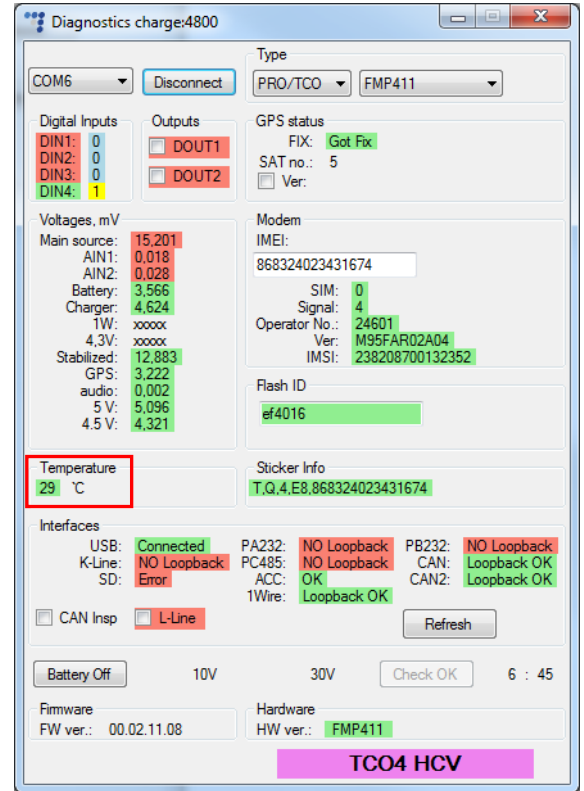 Diagnostics charge:4800
Type
COM6 Disconnect PRO/TCO FMP411
Digital Inputs
DIN1: 0
DIN2: 0
DIN3: 0
DIN4: 1
Outputs
DOUT1
DOUT2
GPS status
FIX: Got Fix
SAT no.: 5
Ver:
Voltages, mV
Main source: 15,201
AIN1: 0,018
AIN2: 0,028
Battery: 3,566
Charger: 4,624
1W: xxxxx
4,3V: xxxxx
Stabilized: 12,883
GPS: 3,222
audio: 0,002
5 V: 5,096
4.5 V: 4,321
Modem
IMEI:
868324023431674
SIM: 0
Signal: 4
Operator No.: 24601
Ver: M95FAR02A04
IMSI: 238208700132352
Flash ID
ef4016
Temperature
29 °C
Sticker Info
T,Q,4,E8,868324023431674
Interfaces
USB: Connected PA232: NO Loopback PB232: NO Loopback
K-Line: NO Loopback PC485: NO Loopback CAN: Loopback OK
SD: Error ACC: OK CAN2: Loopback OK
1Wire: Loopback OK
CAN Insp L-Line Refresh
Battery Off 10V 30V Check OK 6 : 45
Firmware
FW ver.: 00.02.11.08
Hardware
HW ver.: FMP411
TCO4 HCV